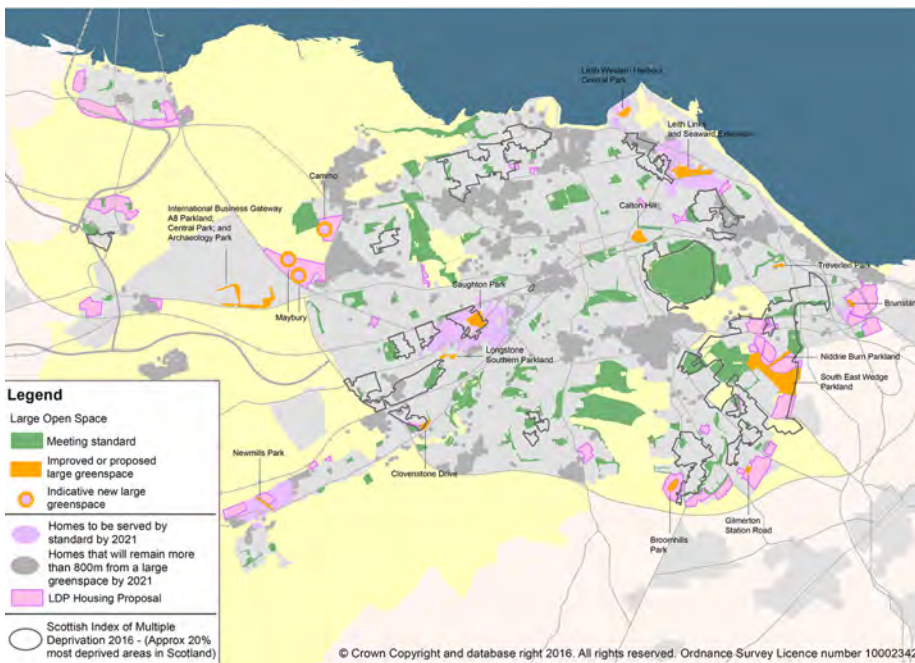 Leith Western Harbour
Central Park
Leith Links
and Seaward Extension
Cammo
International Business Gateway
A8 Parkland;
Central Park; and
Archaeology Park
Calton Hill
Treverlen Park
Saughton Park
Maybury
Brunstan
Longstone
Southern Parkland
Niddrie Burn Parkland
South East Wedge
Parkland
Newmills Park
Clovenstone Drive
Broomhills
Park
Gilmerton
Station Road
Legend
Large Open Space
Meeting standard
Improved or proposed
large greenspace
Indicative new large
greenspace
Homes to be served by
standard by 2021
Homes that will remain more
than 800m from a large
greenspace by 2021
LDP Housing Proposal
Scottish Index of Multiple
Deprivation 2016 - (Approx 20%
most deprived areas in Scotland)
© Crown Copyright and database right 2016. All rights reserved. Ordnance Survey Licence number 10002342